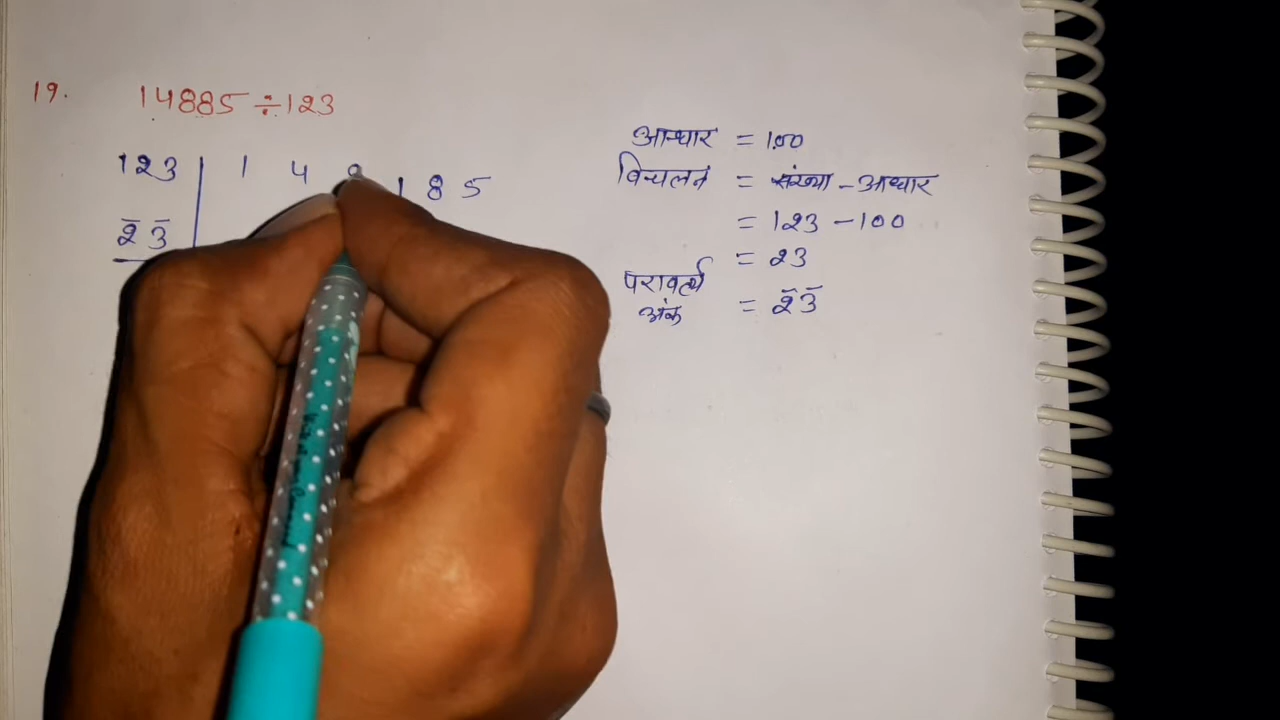 19. 14885 ÷ 123
123 | 1 4 8 | 8 5
2̄ 3̄
आधार = 100
विचलन = संख्या - आधार
= 123 - 100
= 23
परावर्त्य
अंक = 2̄ 3̄